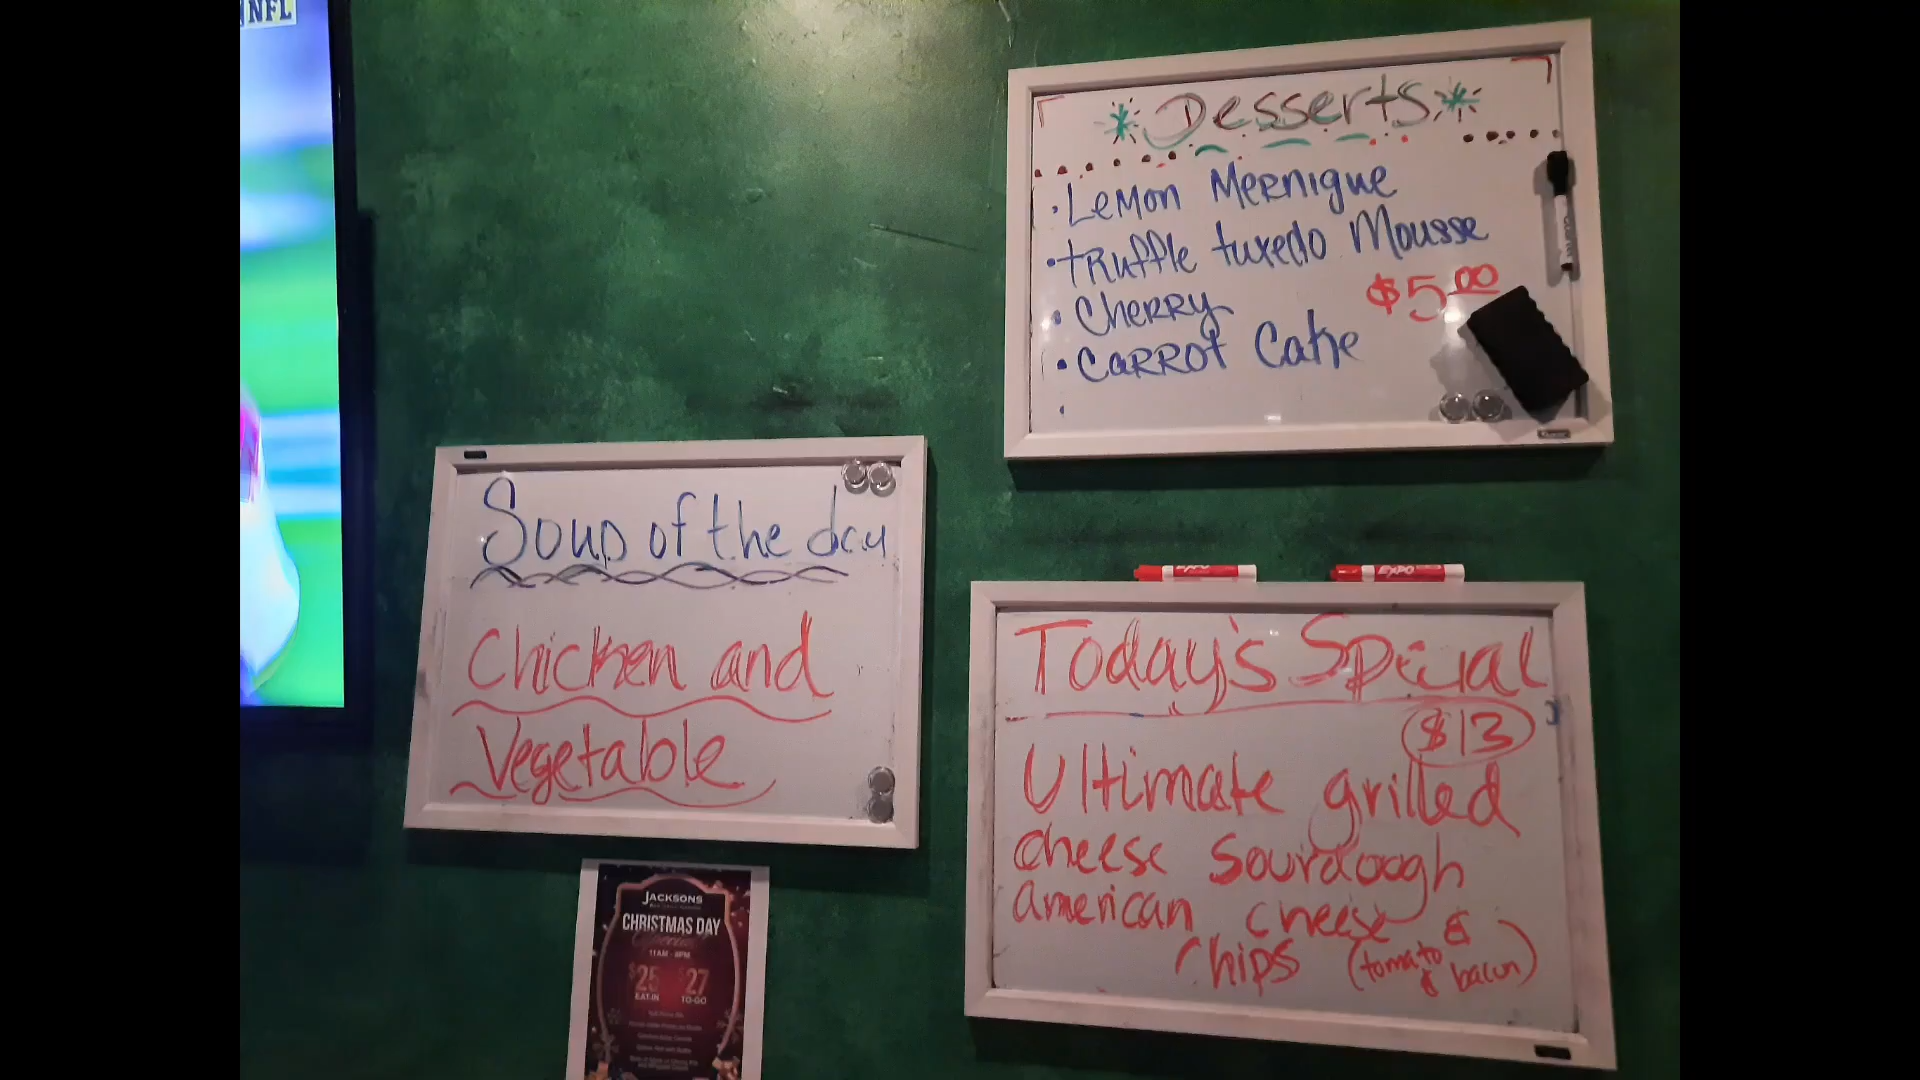 NFL
* Desserts *
• Lemon Mernigue
• truffle tuxedo Mousse
• Cherry
$5.00
• Carrot Cake
•
Soup of the day
Chicken and
Vegetable
Today's Special
$13
Ultimate grilled
cheese Sourdough
american cheese &
chips (tomato & bacon)
EXPO
JACKSONS
CHRISTMAS DAY
11AM - 8PM
$25 $27
EAT-IN TO-GO